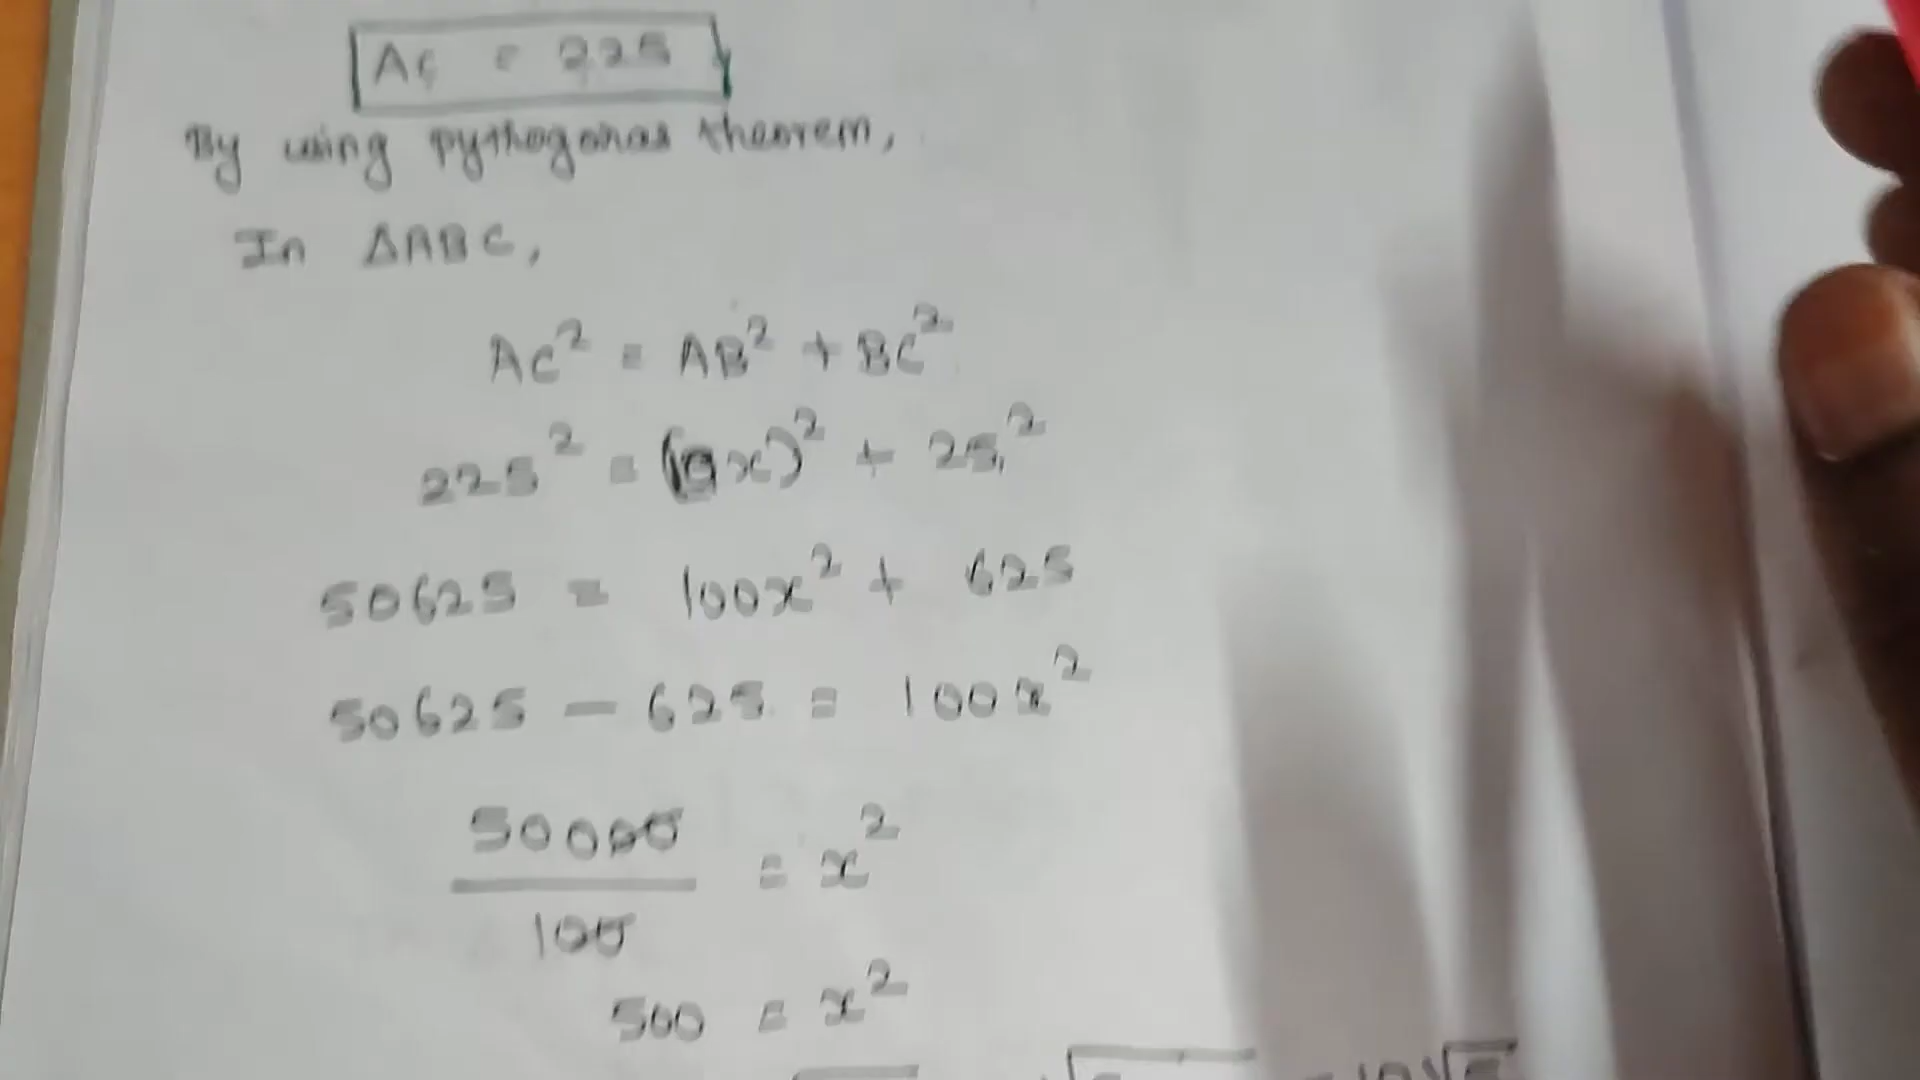 AC = 225
By using pythogoras theorem,
In ΔABC,
AC² = AB² + BC²
225² = (10x)² + 25²
50625 = 100x² + 625
50625 – 625 = 100x²
50000
100
= x²
500 = x²